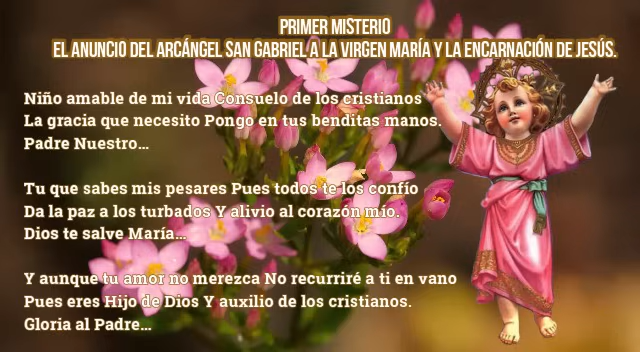 PRIMER MISTERIO
EL ANUNCIO DEL ARCÁNGEL SAN GABRIEL A LA VIRGEN MARÍA Y LA ENCARNACIÓN DE JESÚS.
Niño amable de mi vida Consuelo de los cristianos
La gracia que necesito Pongo en tus benditas manos.
Padre Nuestro...
Tu que sabes mis pesares Pues todos te los confío
Da la paz a los turbados Y alivio al corazón mío.
Dios te salve María...
Y aunque tu amor no merezca No recurriré a ti en vano
Pues eres Hijo de Dios Y auxilio de los cristianos.
Gloria al Padre...